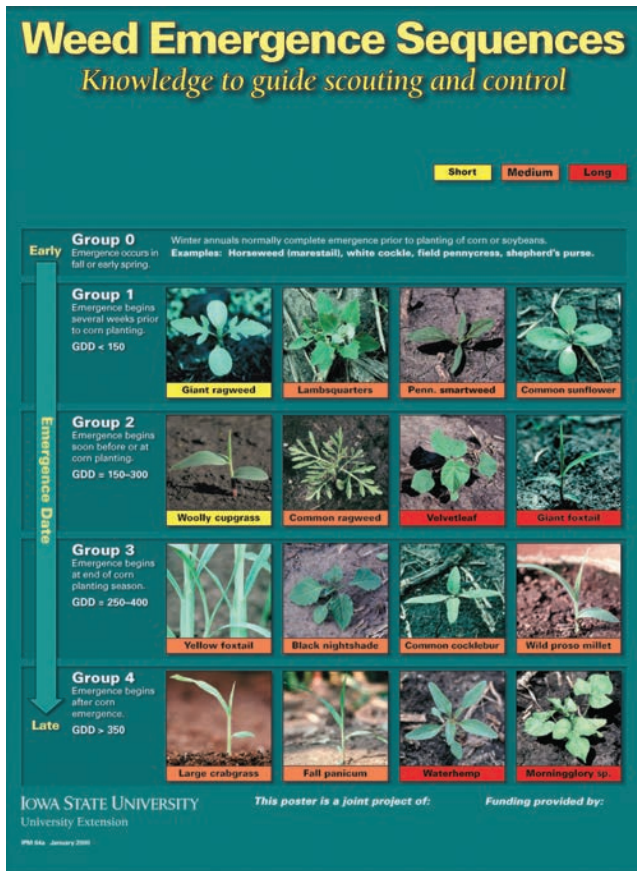 Weed Emergence Sequences
Knowledge to guide scouting and control
Short Medium Long
Early
Group 0
Emergence occurs in
fall or early spring.
Winter annuals normally complete emergence prior to planting of corn or soybeans.
Examples: Horseweed (marestail), white cockle, field pennycress, shepherd's purse.
Group 1
Emergence begins
several weeks prior
to corn planting.
GDD < 150
Giant ragweed
Lambsquarters
Penn. smartweed
Common sunflower
Emergence Date
Group 2
Emergence begins
soon before or at
corn planting.
GDD = 150–300
Woolly cupgrass
Common ragweed
Velvetleaf
Giant foxtail
Group 3
Emergence begins
at end of corn
planting season.
GDD = 250–400
Yellow foxtail
Black nightshade
Common cocklebur
Wild proso millet
Group 4
Emergence begins
after corn
emergence.
GDD > 350
Late
Large crabgrass
Fall panicum
Waterhemp
Morningglory sp.
IOWA STATE UNIVERSITY
University Extension
This poster is a joint project of:
Funding provided by:
January 2000